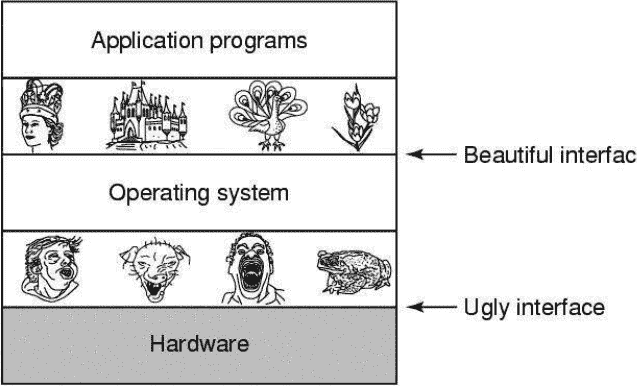 Application programs
Beautiful interfac
Operating system
Ugly interface
Hardware